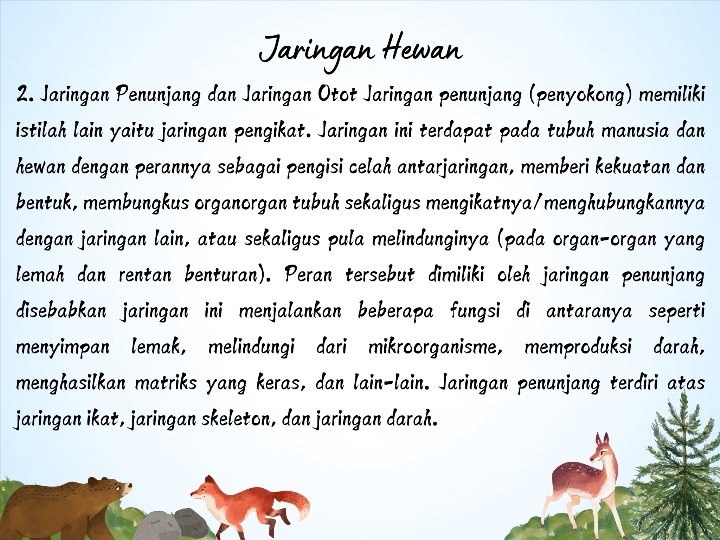 Jaringan Hewan
2. Jaringan Penunjang dan Jaringan Otot Jaringan penunjang (penyokong) memiliki
istilah lain yaitu jaringan pengikat. Jaringan ini terdapat pada tubuh manusia dan
hewan dengan perannya sebagai pengisi celah antarjaringan, memberi kekuatan dan
bentuk, membungkus organorgan tubuh sekaligus mengikatnya/menghubungkannya
dengan jaringan lain, atau sekaligus pula melindunginya (pada organ-organ yang
lemah dan rentan benturan). Peran tersebut dimiliki oleh jaringan penunjang
disebabkan jaringan ini menjalankan beberapa fungsi di antaranya seperti
menyimpan lemak, melindungi dari mikroorganisme, memproduksi darah,
menghasilkan matriks yang keras, dan lain-lain. Jaringan penunjang terdiri atas
jaringan ikat, jaringan skeleton, dan jaringan darah.